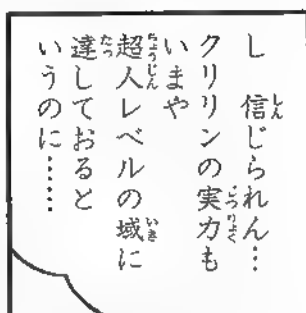 し　信じられん…
クリリンの実力も
いまや
超人レベルの域に
達しておると
いうのに……